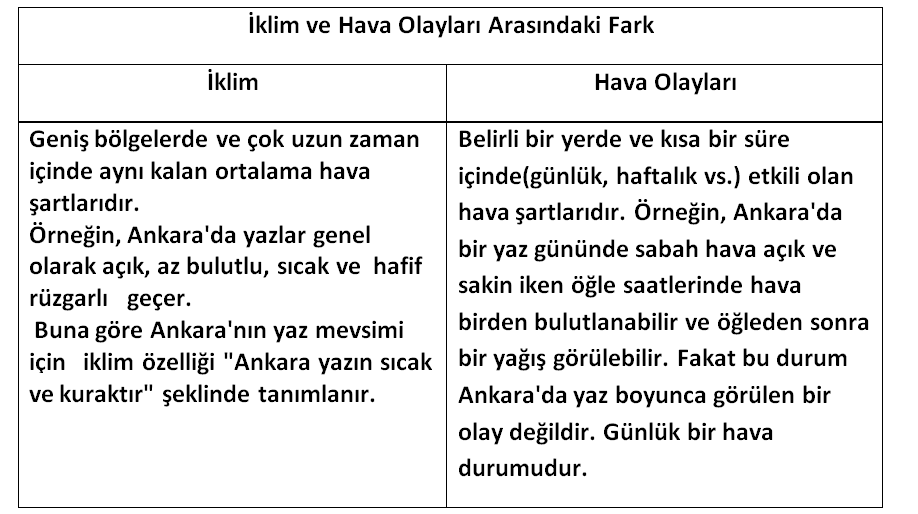 İklim ve Hava Olayları Arasındaki Fark
İklim
Hava Olayları
Geniş bölgelerde ve çok uzun zaman
içinde aynı kalan ortalama hava
şartlarıdır.
Örneğin, Ankara'da yazlar genel
olarak açık, az bulutlu, sıcak ve hafif
rüzgarlı geçer.
Buna göre Ankara'nın yaz mevsimi
için iklim özelliği "Ankara yazın sıcak
ve kuraktır" şeklinde tanımlanır.
Belirli bir yerde ve kısa bir süre
içinde(günlük, haftalık vs.) etkili olan
hava şartlarıdır. Örneğin, Ankara'da
bir yaz gününde sabah hava açık ve
sakin iken öğle saatlerinde hava
birden bulutlanabilir ve öğleden sonra
bir yağış görülebilir. Fakat bu durum
Ankara'da yaz boyunca görülen bir
olay değildir. Günlük bir hava
durumudur.